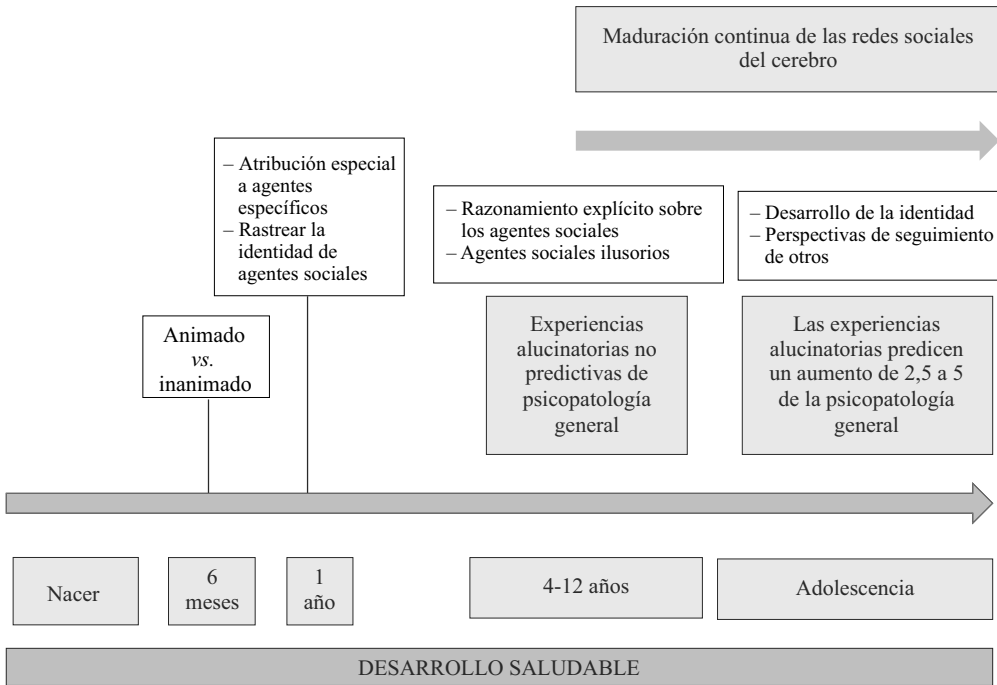 Maduración continua de las redes sociales
del cerebro
– Atribución especial
a agentes
específicos
– Rastrear la
identidad de
agentes sociales
– Razonamiento explícito sobre
los agentes sociales
– Agentes sociales ilusorios
– Desarrollo de la identidad
– Perspectivas de seguimiento
de otros
Animado
vs.
inanimado
Experiencias
alucinatorias no
predictivas de
psicopatología
general
Las experiencias
alucinatorias predicen
un aumento de 2,5 a 5
de la psicopatología
general
Nacer
6
meses
1
año
4-12 años
Adolescencia
DESARROLLO SALUDABLE